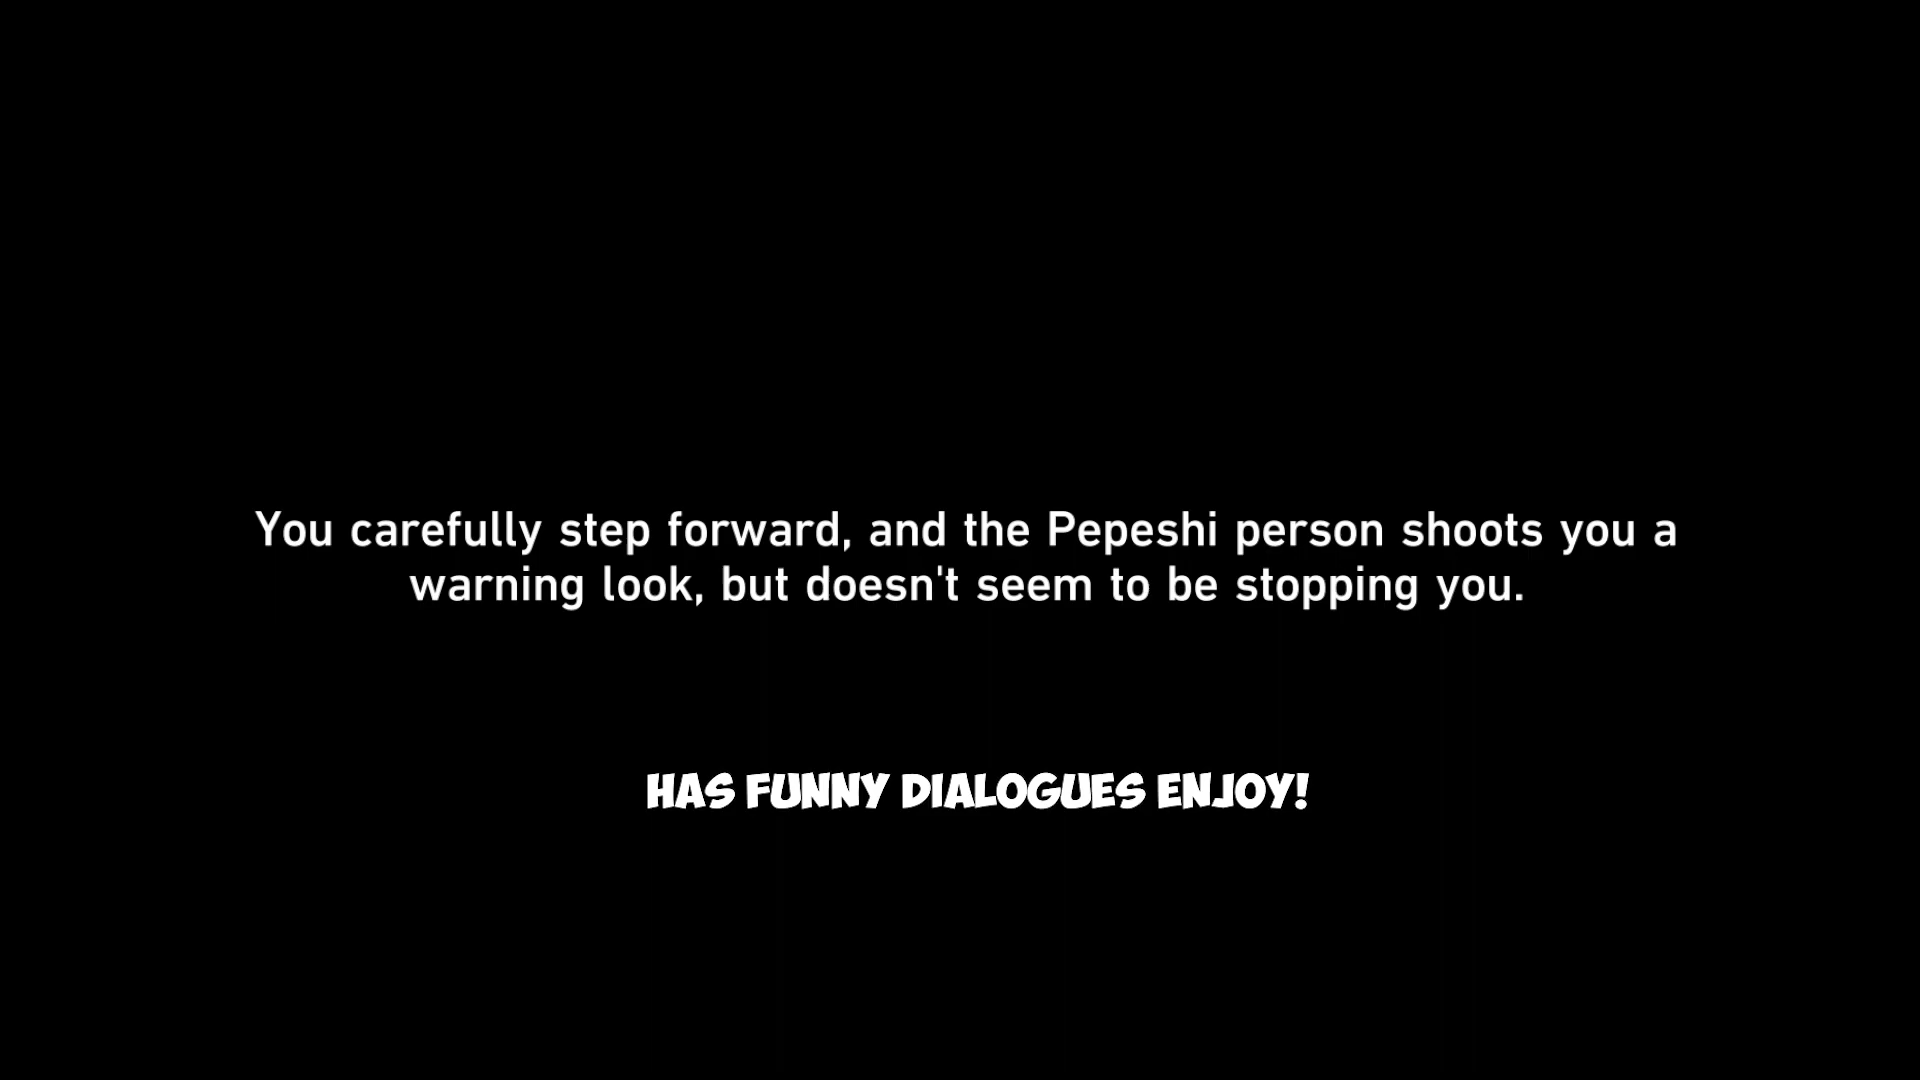 You carefully step forward, and the Pepeshi person shoots you a
warning look, but doesn't seem to be stopping you.
HAS FUNNY DIALOGUES ENJOY!